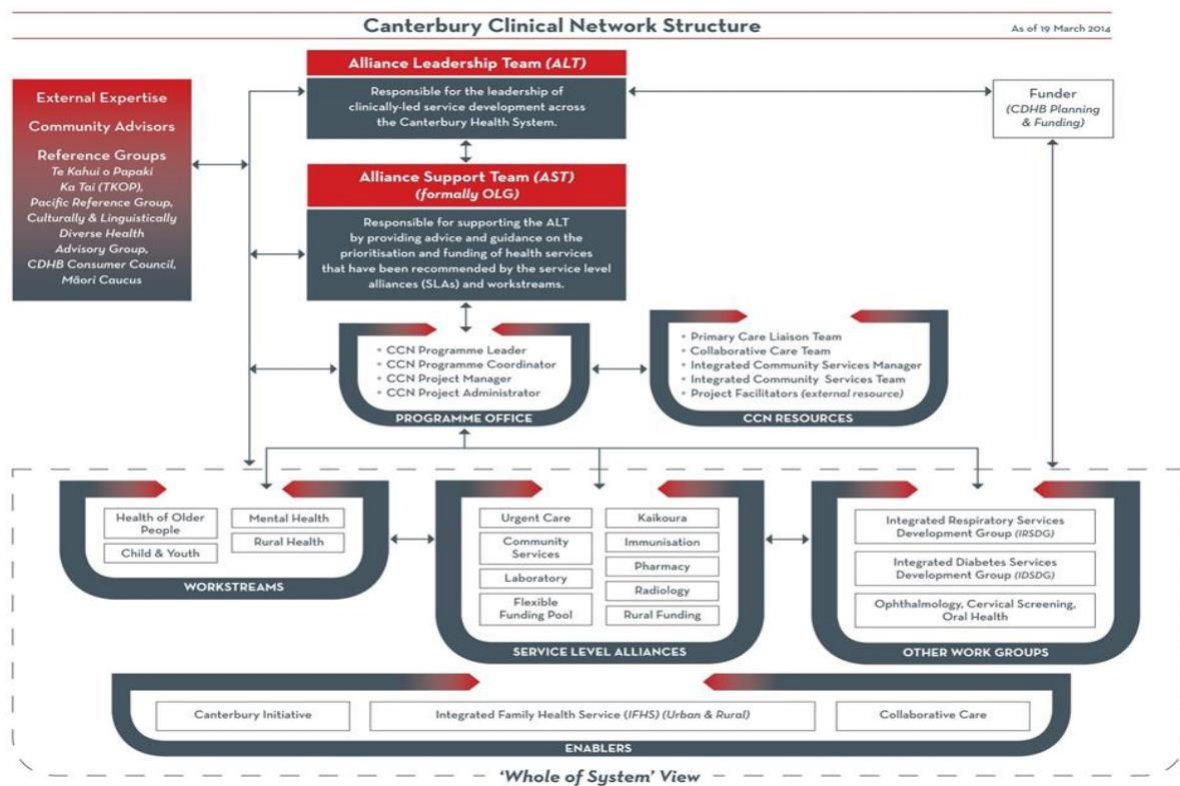 Canterbury Clinical Network Structure
As of 19 March 2014
External Expertise
Community Advisors
Reference Groups
Te Kahui o Papaki
Ka Tai (TKOP),
Pacific Reference Group,
Culturally & Linguistically
Diverse Health
Advisory Group,
CDHB Consumer Council,
Māori Caucus
Alliance Leadership Team (ALT)
Responsible for the leadership of
clinically-led service development across
the Canterbury Health System.
Funder
(CDHB Planning
& Funding)
Alliance Support Team (AST)
(formally OLG)
Responsible for supporting the ALT
by providing advice and guidance on the
prioritisation and funding of health services
that have been recommended by the service level
alliances (SLAs) and workstreams.
• CCN Programme Leader
• CCN Programme Coordinator
• CCN Project Manager
• CCN Project Administrator
PROGRAMME OFFICE
• Primary Care Liaison Team
• Collaborative Care Team
• Integrated Community Services Manager
• Integrated Community Services Team
• Project Facilitators (external resource)
CCN RESOURCES
Health of Older
People
Child & Youth
Mental Health
Rural Health
WORKSTREAMS
Urgent Care
Community
Services
Laboratory
Flexible
Funding Pool
Kaikoura
Immunisation
Pharmacy
Radiology
Rural Funding
SERVICE LEVEL ALLIANCES
Integrated Respiratory Services
Development Group (IRSDG)
Integrated Diabetes Services
Development Group (IDSDG)
Ophthalmology, Cervical Screening,
Oral Health
OTHER WORK GROUPS
Canterbury Initiative
Integrated Family Health Service (IFHS) (Urban & Rural)
Collaborative Care
ENABLERS
'Whole of System' View